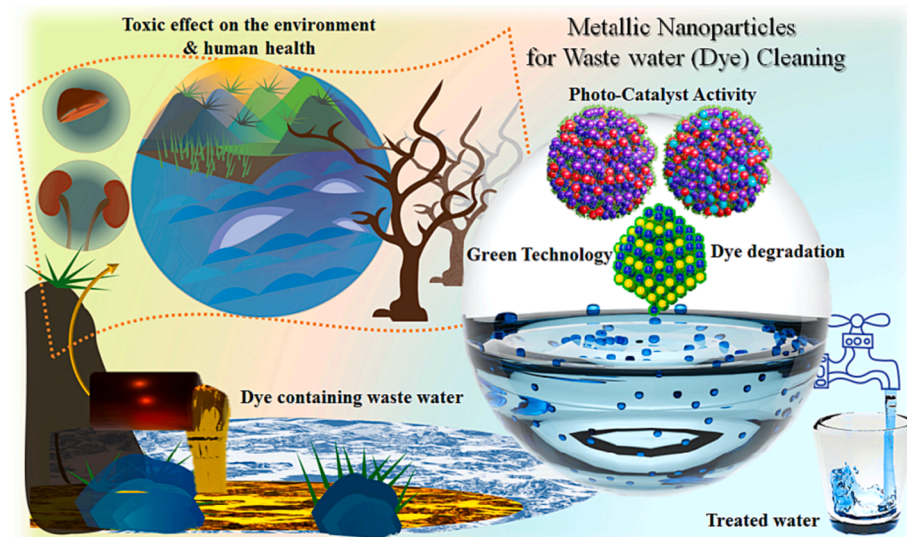 Toxic effect on the environment
& human health
Metallic Nanoparticles
for Waste water (Dye) Cleaning
Photo-Catalyst Activity
Green Technology
Dye degradation
Dye containing waste water
Treated water